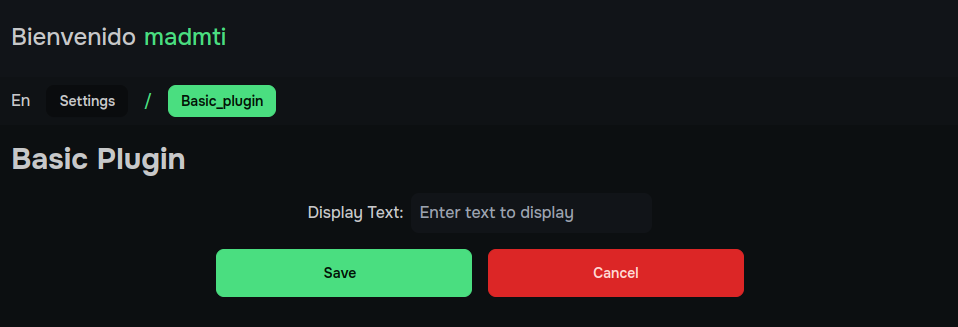 Bienvenido madmti
En Settings / Basic_plugin
Basic Plugin
Display Text: Enter text to display
Save Cancel